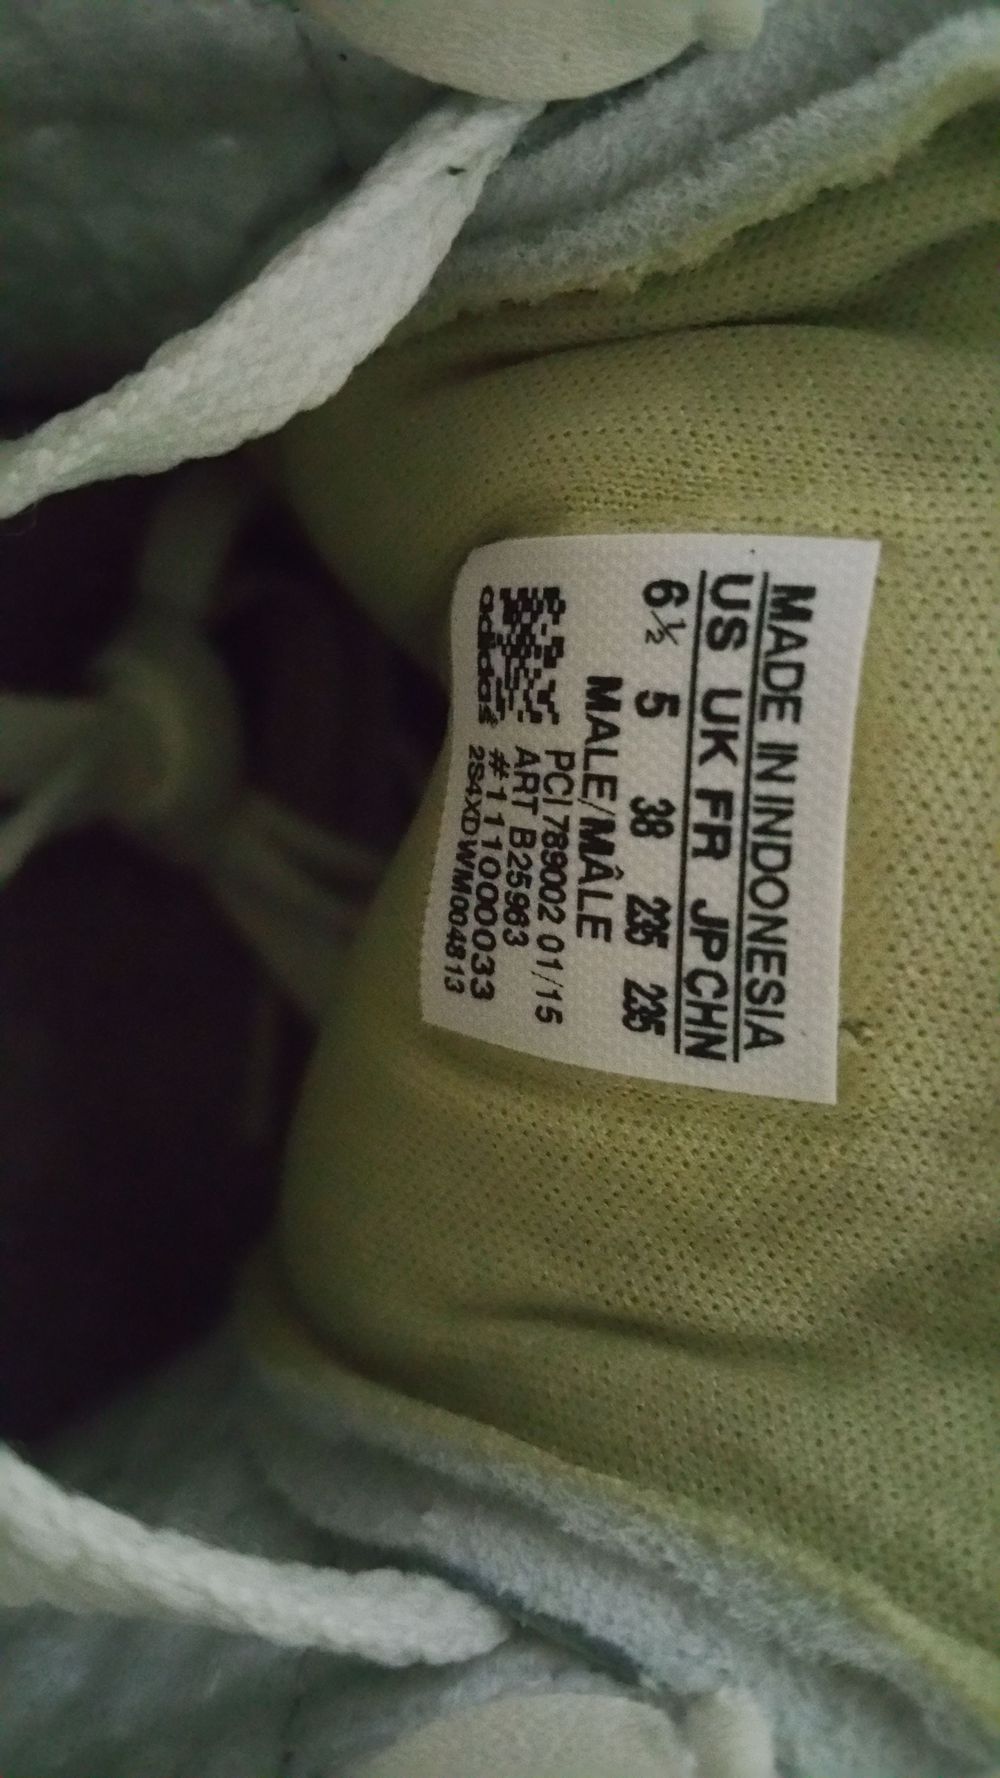 MADE IN INDONESIA
US UK FR JP CHN
6½ 5 38 235 235
MALE/MÂLE
PCI 789002 01/15
ART B25963
#1110000033
2S4XDWM004813
adidas